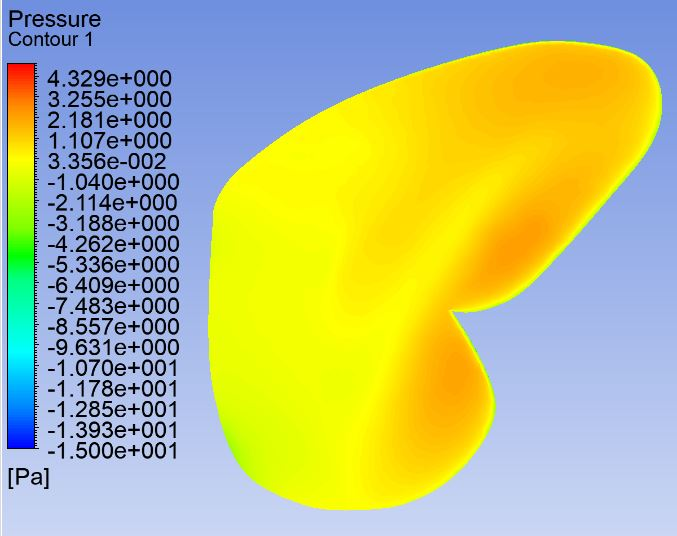 Pressure
Contour 1
4.329e+000
3.255e+000
2.181e+000
1.107e+000
3.356e-002
-1.040e+000
-2.114e+000
-3.188e+000
-4.262e+000
-5.336e+000
-6.409e+000
-7.483e+000
-8.557e+000
-9.631e+000
-1.070e+001
-1.178e+001
-1.285e+001
-1.393e+001
-1.500e+001
[Pa]